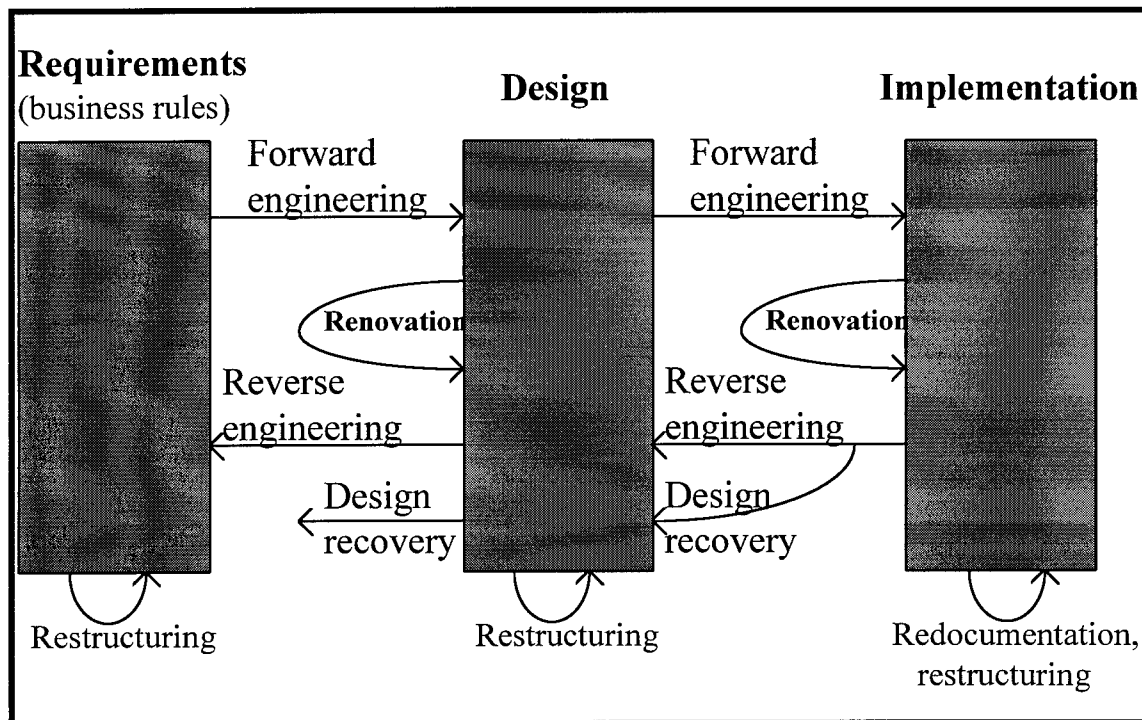 Requirements
(business rules)
Design
Implementation
Forward
engineering
Forward
engineering
Renovation
Renovation
Reverse
engineering
Reverse
engineering
Design
recovery
Design
recovery
Restructuring
Restructuring
Redocumentation,
restructuring